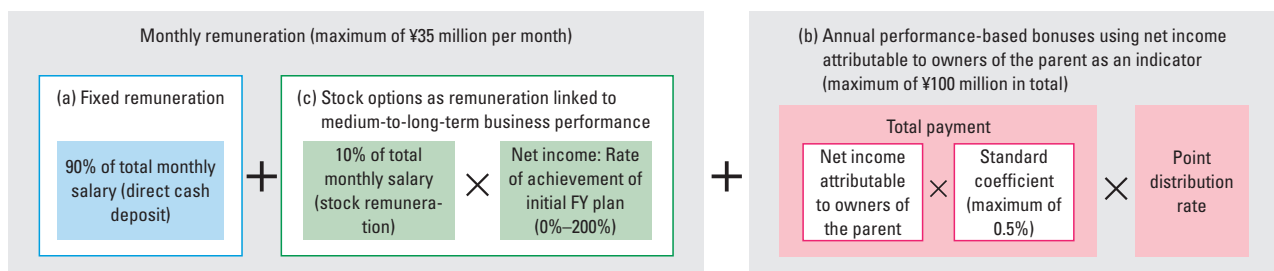 Monthly remuneration (maximum of ¥35 million per month)
(a) Fixed remuneration
90% of total monthly
salary (direct cash
deposit)
+
(c) Stock options as remuneration linked to
medium-to-long-term business performance
10% of total
monthly salary
(stock remunera-
tion)
×
Net income: Rate
of achievement of
initial FY plan
(0%–200%)
+
(b) Annual performance-based bonuses using net income
attributable to owners of the parent as an indicator
(maximum of ¥100 million in total)
Total payment
Net income
attributable
to owners of
the parent
×
Standard
coefficient
(maximum of
0.5%)
×
Point
distribution
rate